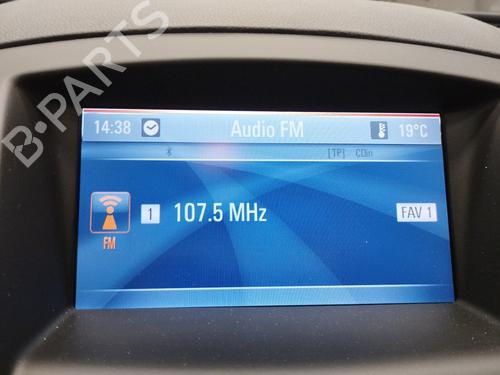 B-PARTS
14:38 Audio FM 19°C
[TP] CDin
1 107.5 MHz FAV 1
FM